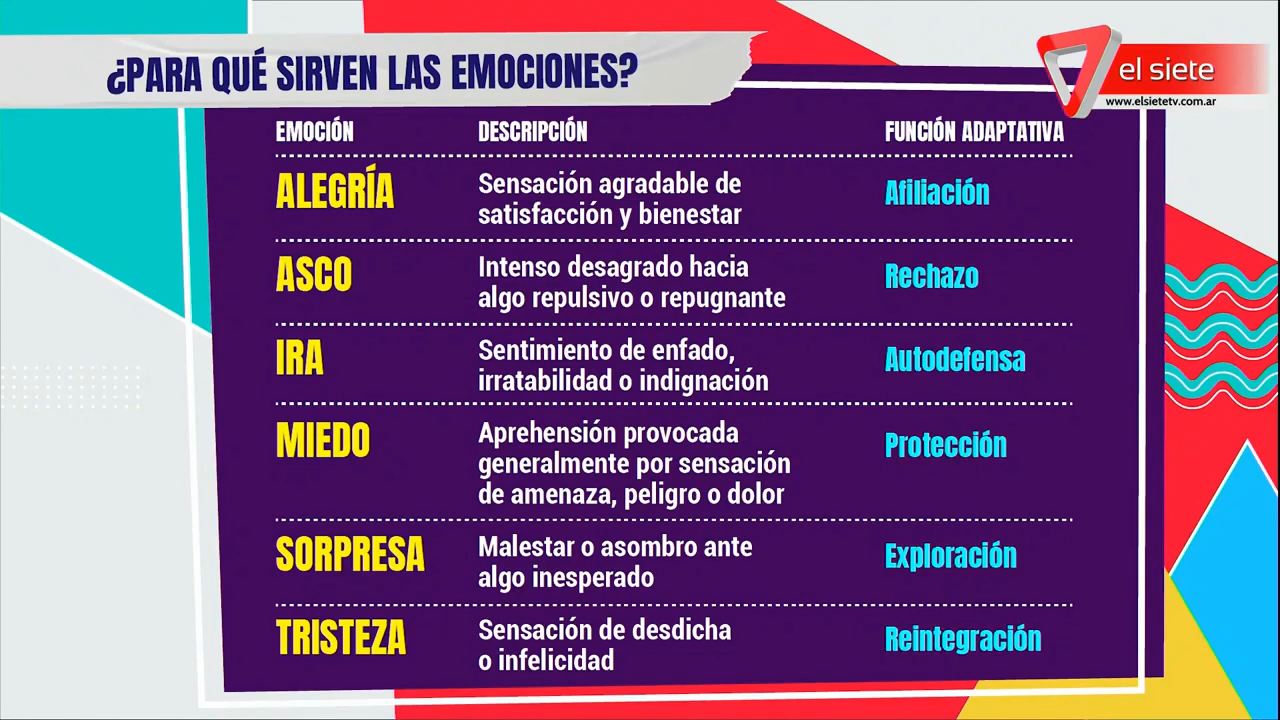 ¿PARA QUÉ SIRVEN LAS EMOCIONES?
el siete
www.elsietetv.com.ar
EMOCIÓN DESCRIPCIÓN FUNCIÓN ADAPTATIVA
ALEGRÍA Sensación agradable de Afiliación
satisfacción y bienestar
ASCO Intenso desagrado hacia Rechazo
algo repulsivo o repugnante
IRA Sentimiento de enfado, Autodefensa
irratabilidad o indignación
MIEDO Aprehensión provocada Protección
generalmente por sensación
de amenaza, peligro o dolor
SORPRESA Malestar o asombro ante Exploración
algo inesperado
TRISTEZA Sensación de desdicha Reintegración
o infelicidad